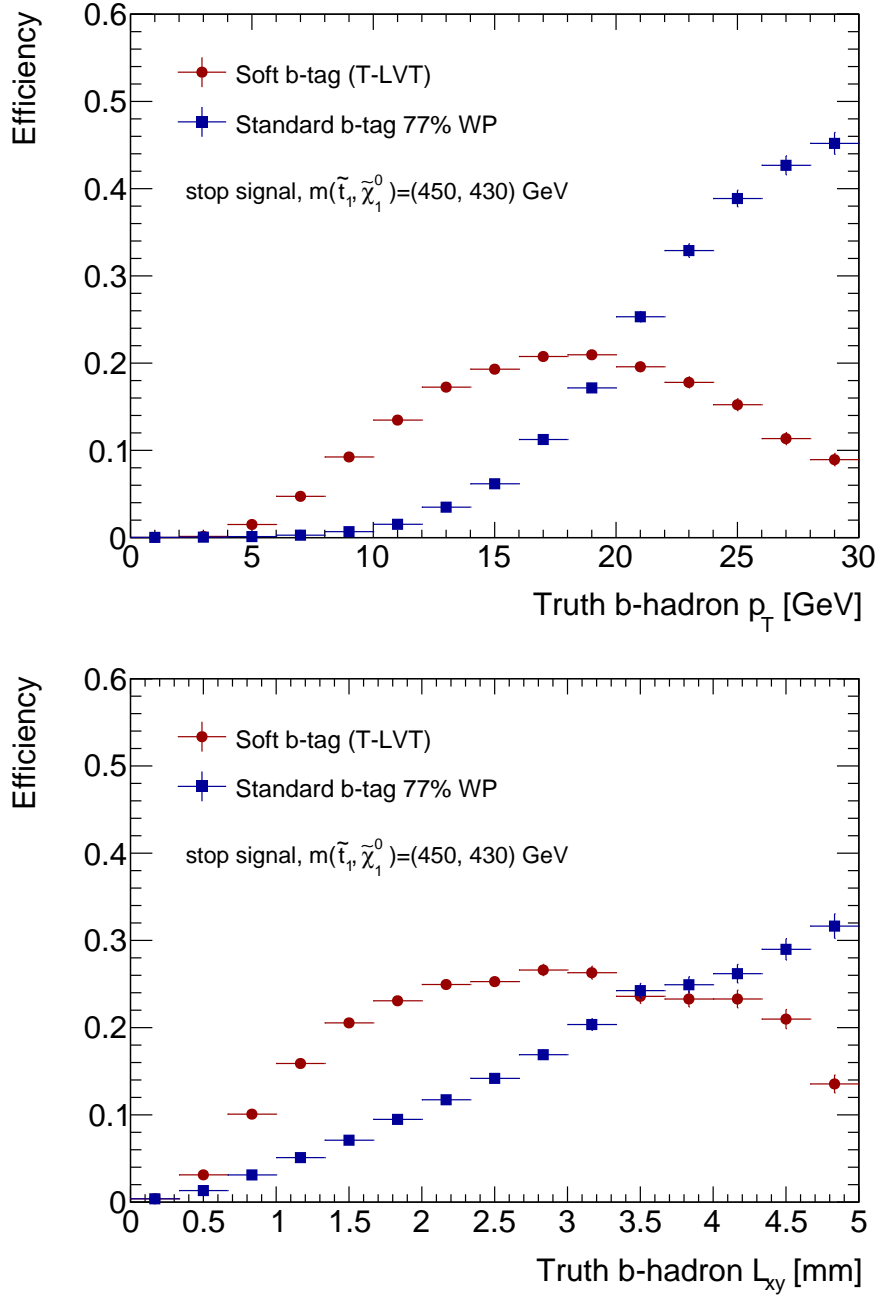 Efficiency
0.6
0.5
0.4
0.3
0.2
0.1
0
Soft b-tag (T-LVT)
Standard b-tag 77% WP
stop signal, m(t̃₁, χ̃₁⁰)=(450, 430) GeV
0 5 10 15 20 25 30
Truth b-hadron p_T [GeV]
Efficiency
0.6
0.5
0.4
0.3
0.2
0.1
0
Soft b-tag (T-LVT)
Standard b-tag 77% WP
stop signal, m(t̃₁, χ̃₁⁰)=(450, 430) GeV
0 0.5 1 1.5 2 2.5 3 3.5 4 4.5 5
Truth b-hadron L_xy [mm]